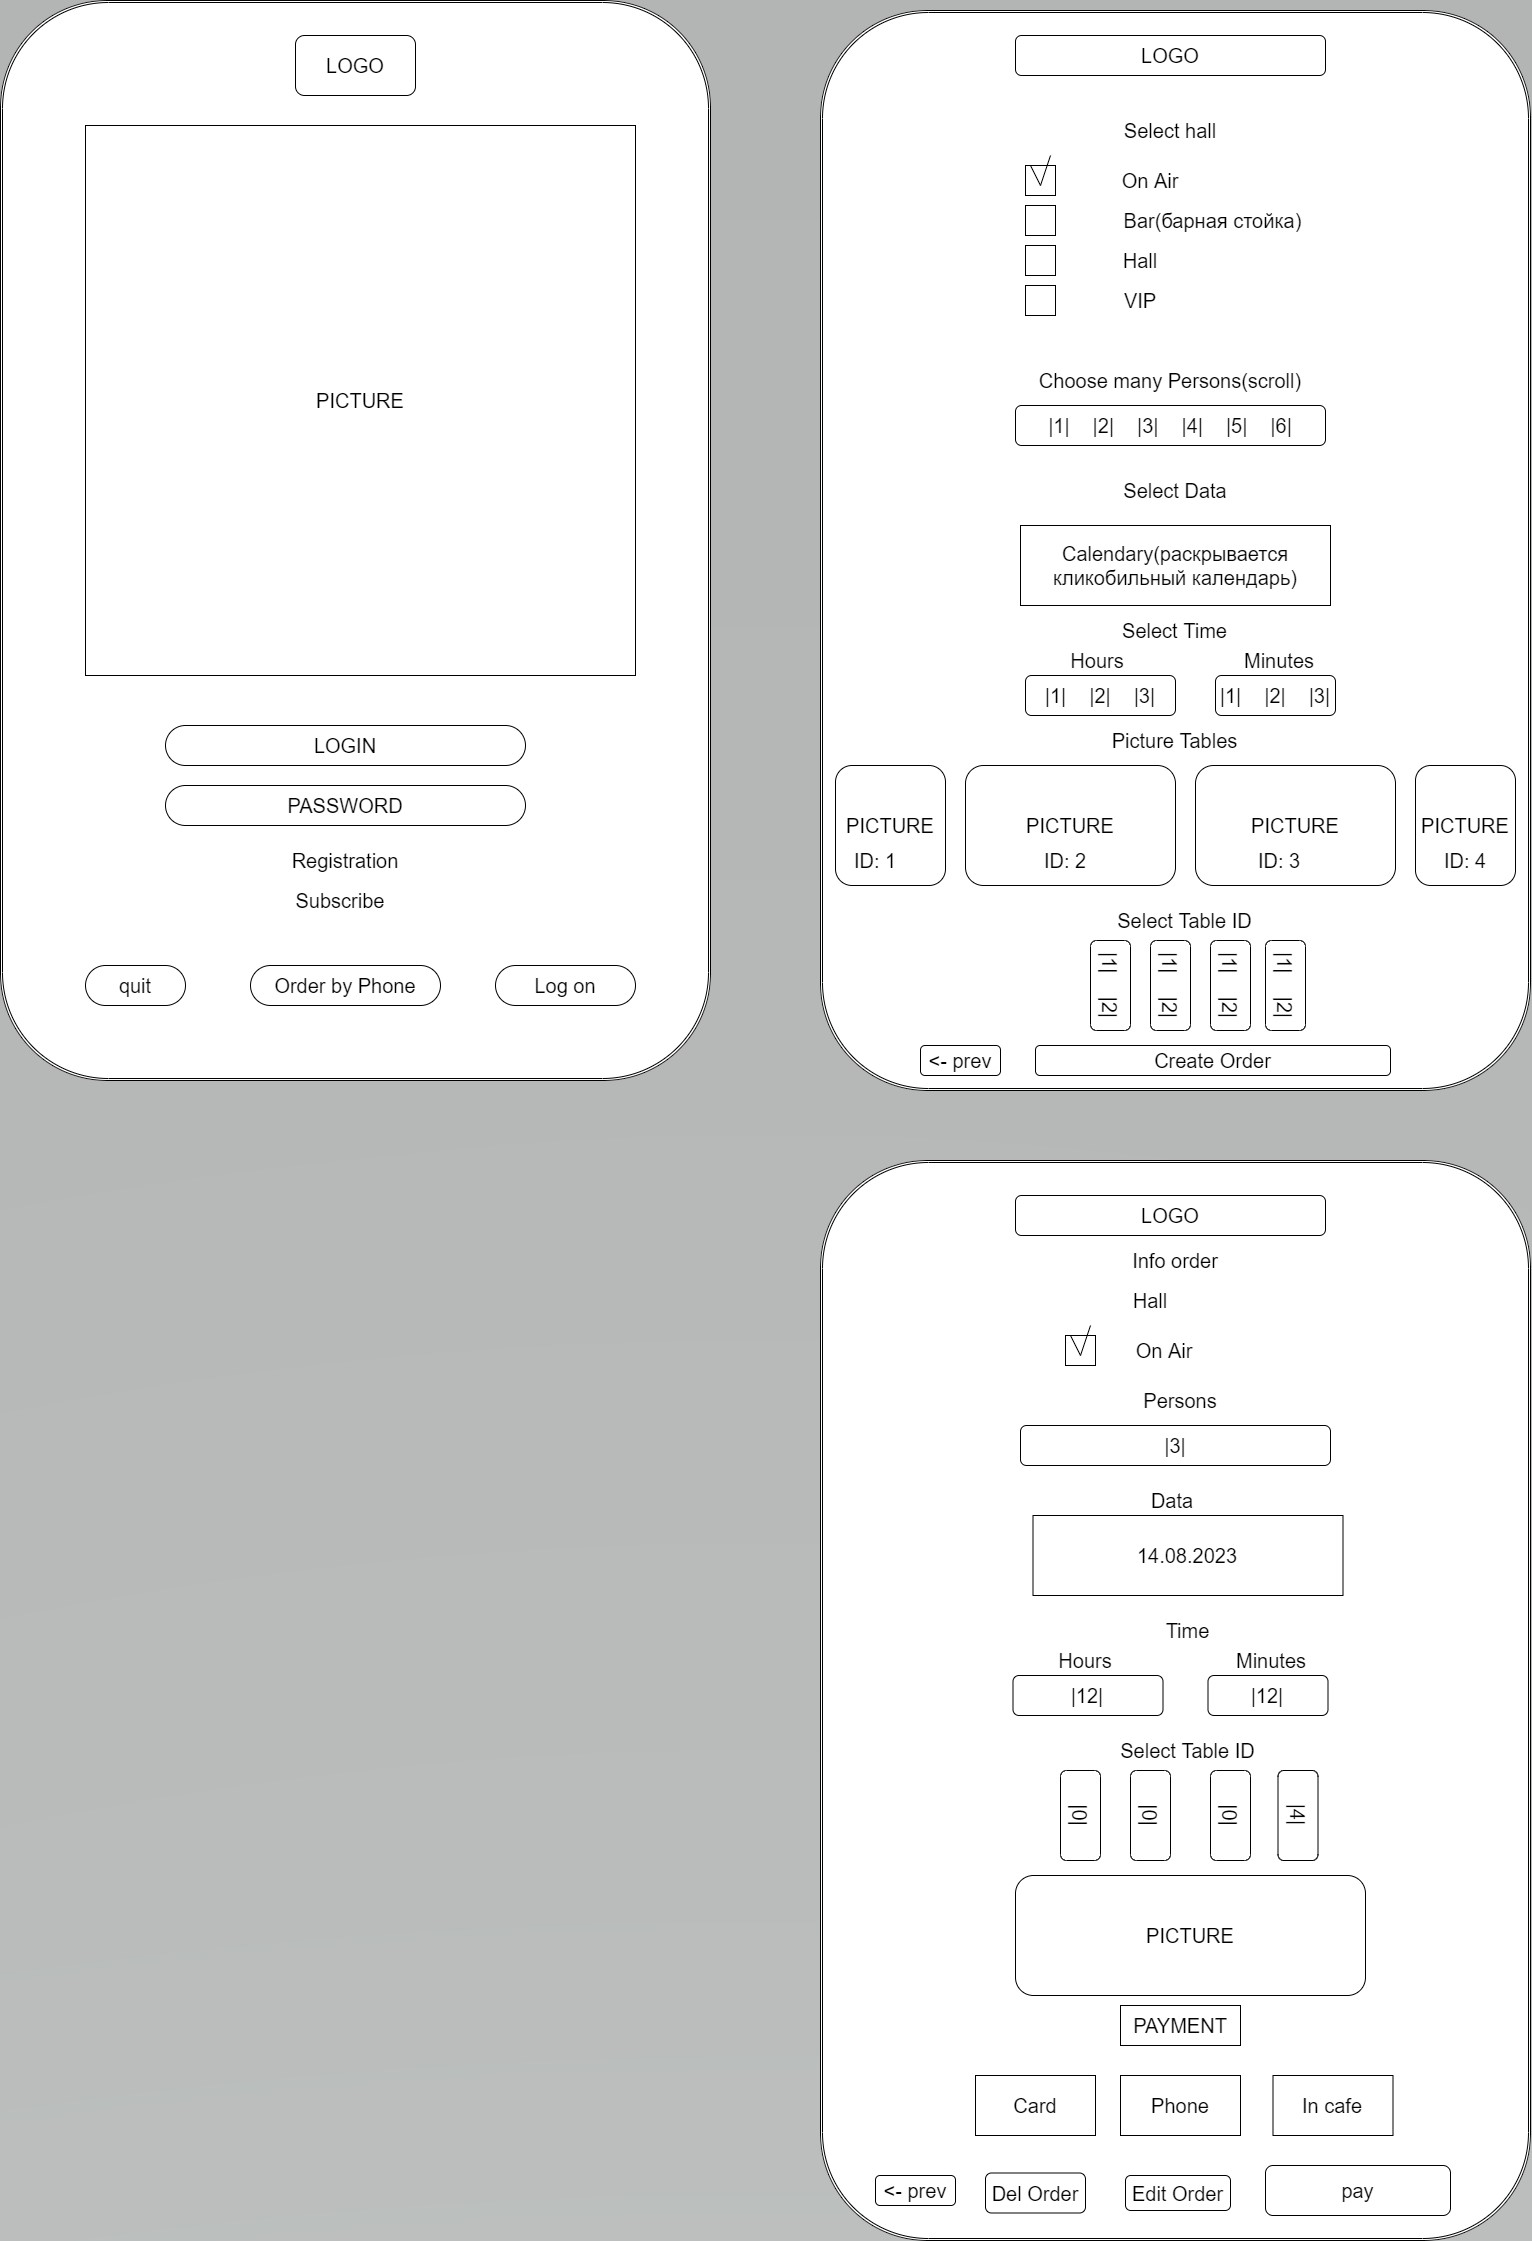 LOGO
PICTURE
LOGIN
PASSWORD
Registration
Subscribe
quit
Order by Phone
Log on
LOGO
Select hall
On Air
Bar(барная стойка)
Hall
VIP
Choose many Persons(scroll)
|1| |2| |3| |4| |5| |6|
Select Data
Calendary(раскрывается
кликобильный календарь)
Select Time
Hours
Minutes
|1| |2| |3|
|1| |2| |3|
Picture Tables
PICTURE
ID: 1
PICTURE
ID: 2
PICTURE
ID: 3
PICTURE
ID: 4
Select Table ID
|1| |2|
|1| |2|
|1| |2|
|1| |2|
<- prev
Create Order
LOGO
Info order
Hall
On Air
Persons
|3|
Data
14.08.2023
Time
Hours
Minutes
|12|
|12|
Select Table ID
|0|
|0|
|0|
|4|
PICTURE
PAYMENT
Card
Phone
In cafe
<- prev
Del Order
Edit Order
pay